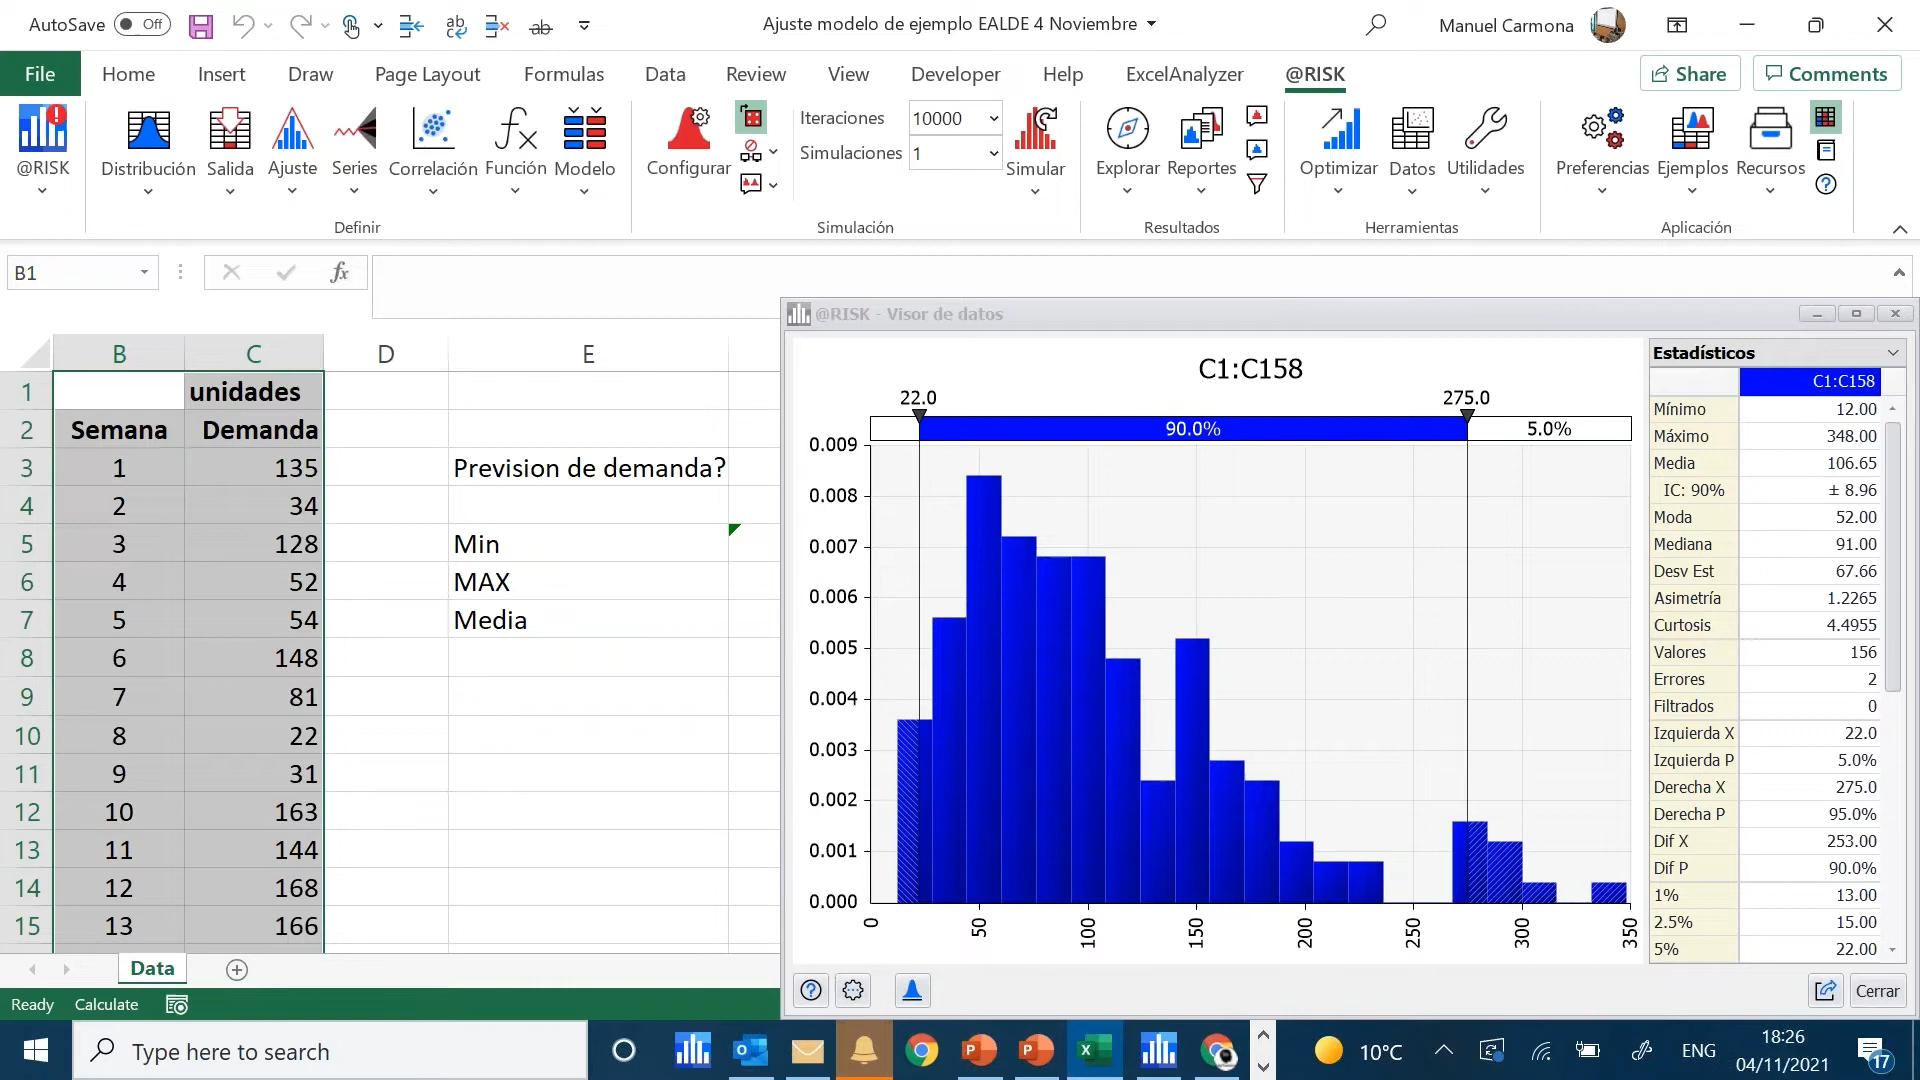 AutoSave Off
Ajuste modelo de ejemplo EALDE 4 Noviembre
Manuel Carmona
File Home Insert Draw Page Layout Formulas Data Review View Developer Help ExcelAnalyzer @RISK Share Comments
@RISK Distribución Salida Ajuste Series Correlación Función Modelo Configurar
Iteraciones 10000
Simulaciones 1
Simular Explorar Reportes Optimizar Datos Utilidades Preferencias Ejemplos Recursos
Definir Simulación Resultados Herramientas Aplicación
B1 fx
B C D E
1 unidades
2 Semana Demanda
3 1 135 Prevision de demanda?
4 2 34
5 3 128 Min
6 4 52 MAX
7 5 54 Media
8 6 148
9 7 81
10 8 22
11 9 31
12 10 163
13 11 144
14 12 168
15 13 166
Data
Ready Calculate
@RISK - Visor de datos
C1:C158
22.0 275.0
90.0% 5.0%
0.009
0.008
0.007
0.006
0.005
0.004
0.003
0.002
0.001
0.000
0 50 100 150 200 250 300 350
Estadísticos
C1:C158
Mínimo 12.00
Máximo 348.00
Media 106.65
IC: 90% ± 8.96
Moda 52.00
Mediana 91.00
Desv Est 67.66
Asimetría 1.2265
Curtosis 4.4955
Valores 156
Errores 2
Filtrados 0
Izquierda X 22.0
Izquierda P 5.0%
Derecha X 275.0
Derecha P 95.0%
Dif X 253.00
Dif P 90.0%
1% 13.00
2.5% 15.00
5% 22.00
Cerrar
Type here to search
10°C
ENG
18:26
04/11/2021
17